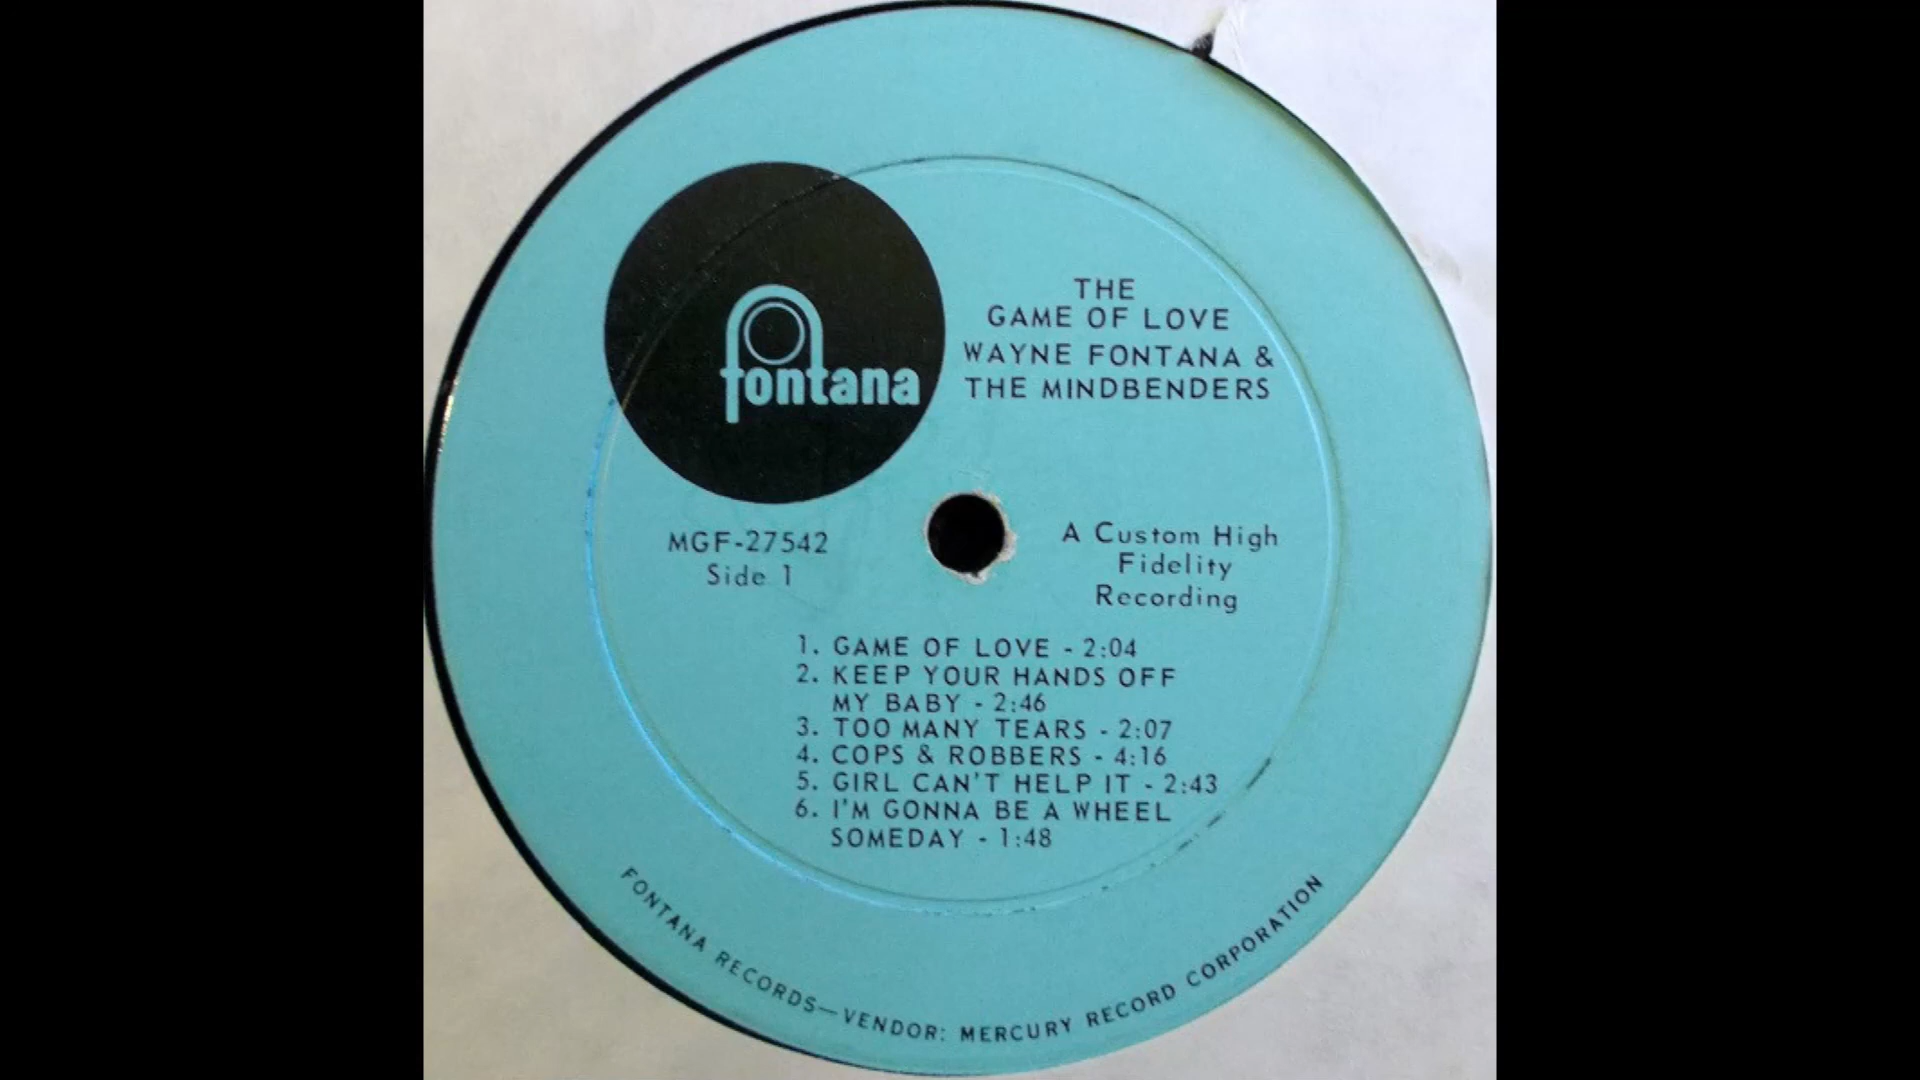 fontana
THE
GAME OF LOVE
WAYNE FONTANA &
THE MINDBENDERS
MGF-27542
Side 1
A Custom High
Fidelity
Recording
1. GAME OF LOVE - 2:04
2. KEEP YOUR HANDS OFF
MY BABY - 2:46
3. TOO MANY TEARS - 2:07
4. COPS & ROBBERS - 4:16
5. GIRL CAN'T HELP IT - 2:43
6. I'M GONNA BE A WHEEL
SOMEDAY - 1:48
FONTANA RECORDS—VENDOR: MERCURY RECORD CORPORATION